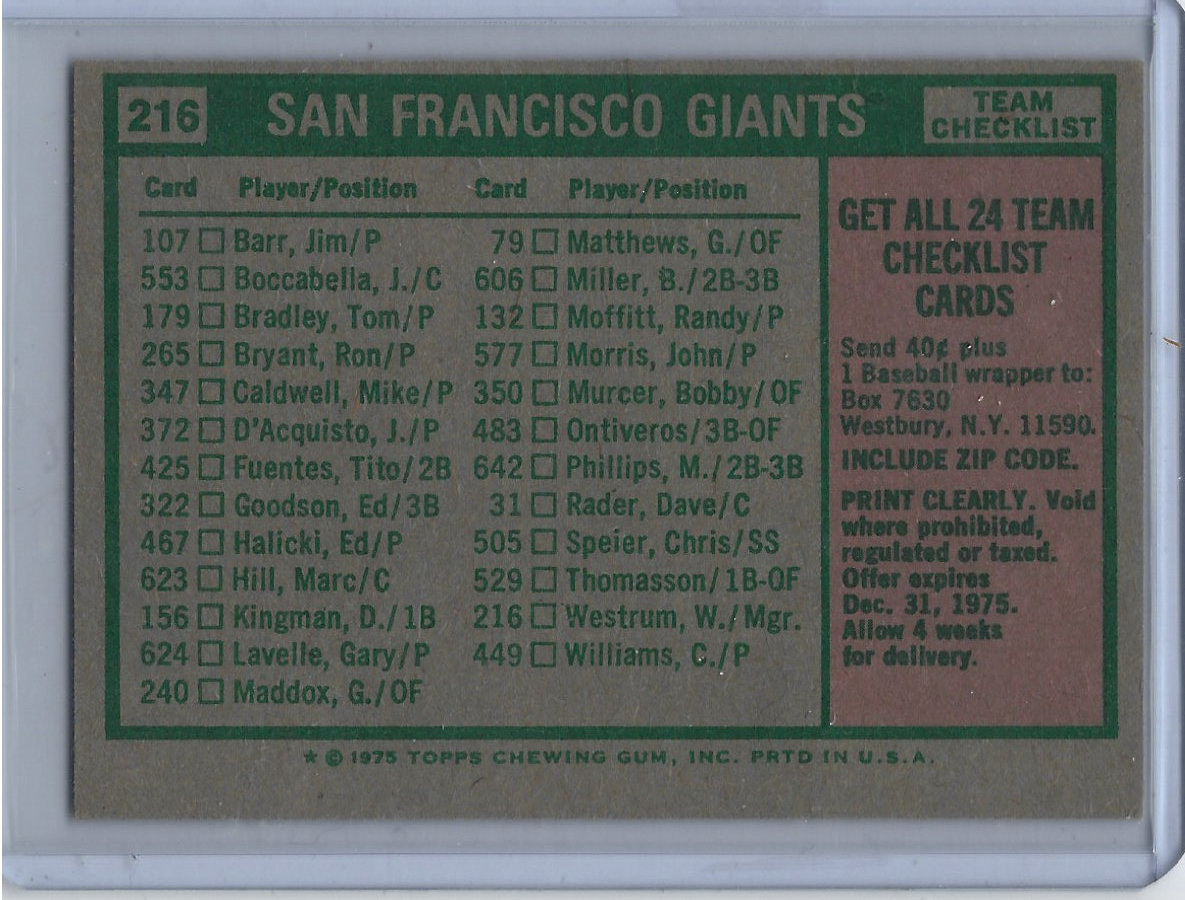 216 SAN FRANCISCO GIANTS TEAM CHECKLIST
Card Player/Position
107 Barr, Jim/P
553 Boccabella, J./C
179 Bradley, Tom/P
265 Bryant, Ron/P
347 Caldwell, Mike/P
372 D'Acquisto, J./P
425 Fuentes, Tito/2B
322 Goodson, Ed/3B
467 Halicki, Ed/P
623 Hill, Marc/C
156 Kingman, D./1B
624 Lavelle, Gary/P
240 Maddox, G./OF
Card Player/Position
79 Matthews, G./OF
606 Miller, B./2B-3B
132 Moffitt, Randy/P
577 Morris, John/P
350 Murcer, Bobby/OF
483 Ontiveros/3B-OF
642 Phillips, M./2B-3B
31 Rader, Dave/C
505 Speier, Chris/SS
529 Thomasson/1B-OF
216 Westrum, W./Mgr.
449 Williams, C./P
GET ALL 24 TEAM
CHECKLIST
CARDS
Send 40¢ plus
1 Baseball wrapper to:
Box 7630
Westbury, N.Y. 11590.
INCLUDE ZIP CODE.
PRINT CLEARLY. Void
where prohibited,
regulated or taxed.
Offer expires
Dec. 31, 1975.
Allow 4 weeks
for delivery.
★ © 1975 TOPPS CHEWING GUM, INC. PRTD IN U.S.A.